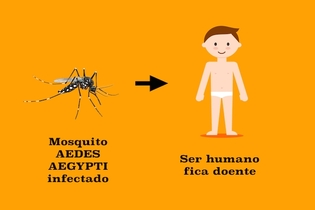 Mosquito
AEDES
AEGYPTI
infectado
Ser humano
fica doente